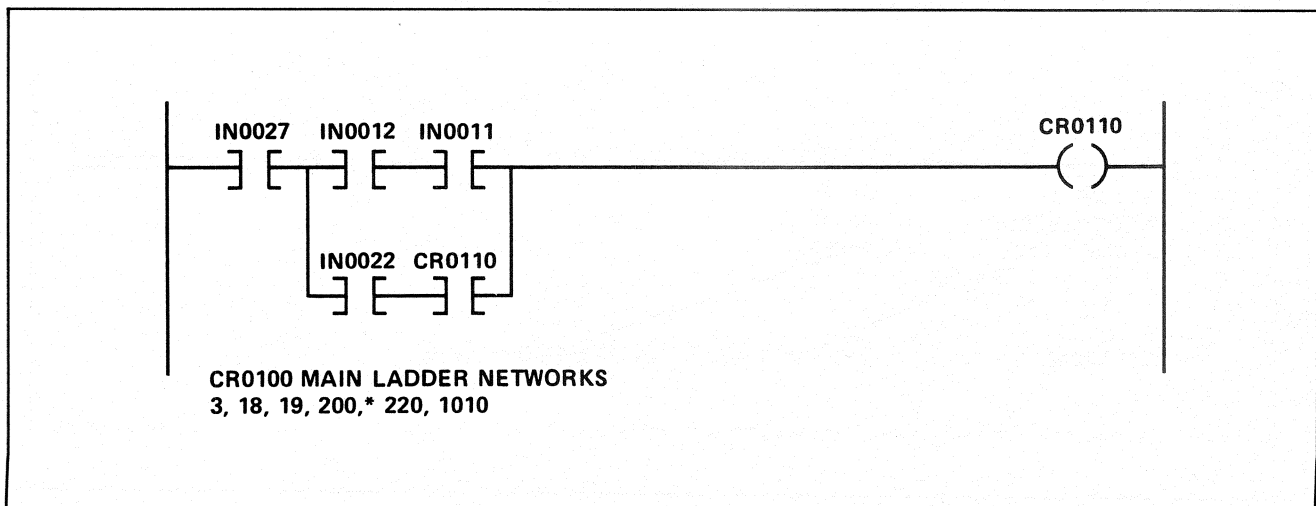 IN0027 IN0012 IN0011 CR0110
IN0022 CR0110
CR0100 MAIN LADDER NETWORKS
3, 18, 19, 200,* 220, 1010